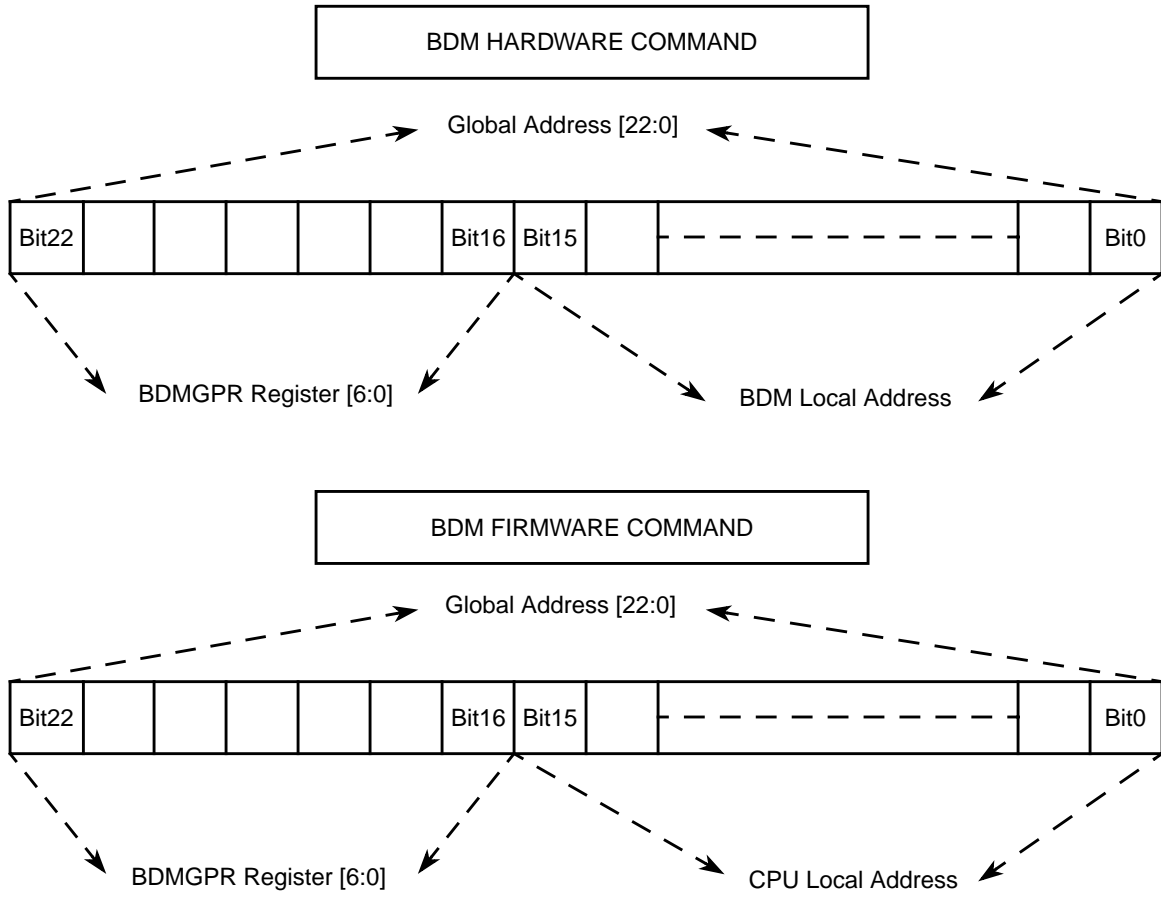 BDM HARDWARE COMMAND
Global Address [22:0]
Bit22 Bit16 Bit15 Bit0
BDMGPR Register [6:0] BDM Local Address
BDM FIRMWARE COMMAND
Global Address [22:0]
Bit22 Bit16 Bit15 Bit0
BDMGPR Register [6:0] CPU Local Address